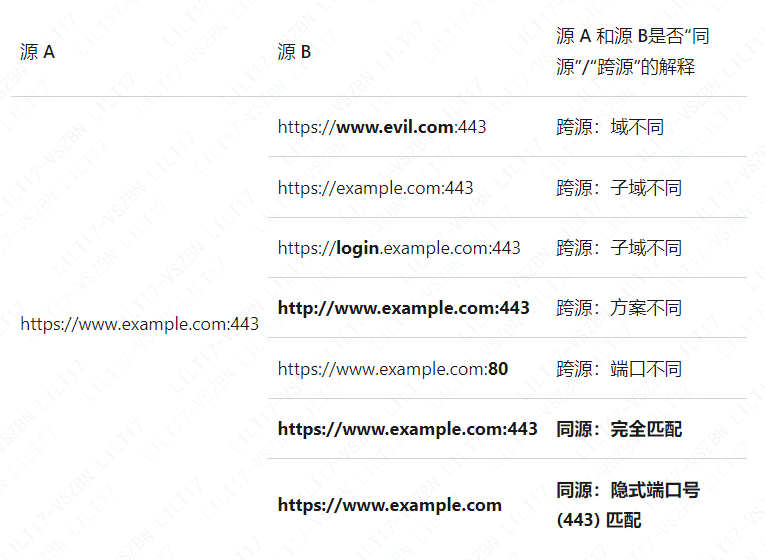 源 A
源 B
源 A 和源 B是否“同
源”/“跨源”的解释
https://www.evil.com:443
跨源：域不同
https://example.com:443
跨源：子域不同
https://login.example.com:443
跨源：子域不同
https://www.example.com:443
http://www.example.com:443
跨源：方案不同
https://www.example.com:80
跨源：端口不同
https://www.example.com:443
同源：完全匹配
https://www.example.com
同源：隐式端口号
(443) 匹配
LILT17-VSZBN